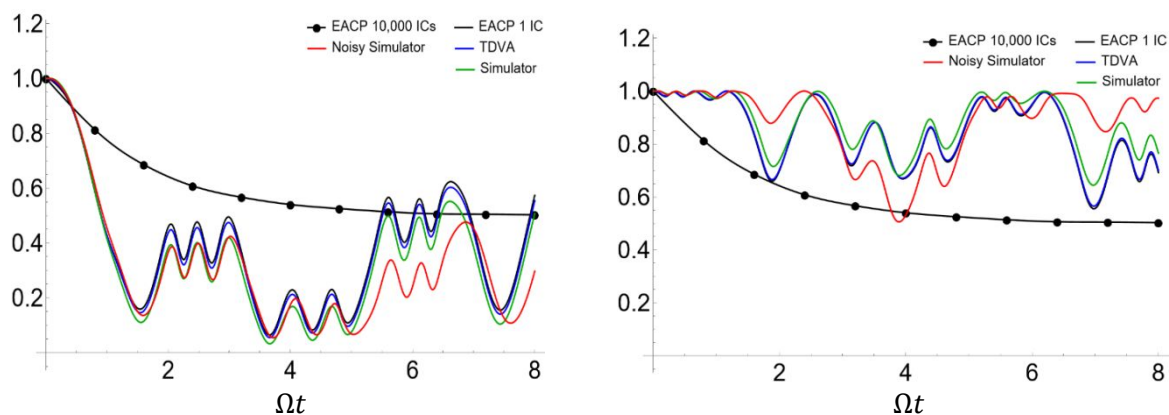 1.2
1.0
0.8
0.6
0.4
0.2
2
4
6
8
Ωt
EACP 10,000 ICs
EACP 1 IC
Noisy Simulator
TDVA
Simulator
1.2
1.0
0.8
0.6
0.4
0.2
2
4
6
8
Ωt
EACP 10,000 ICs
EACP 1 IC
Noisy Simulator
TDVA
Simulator